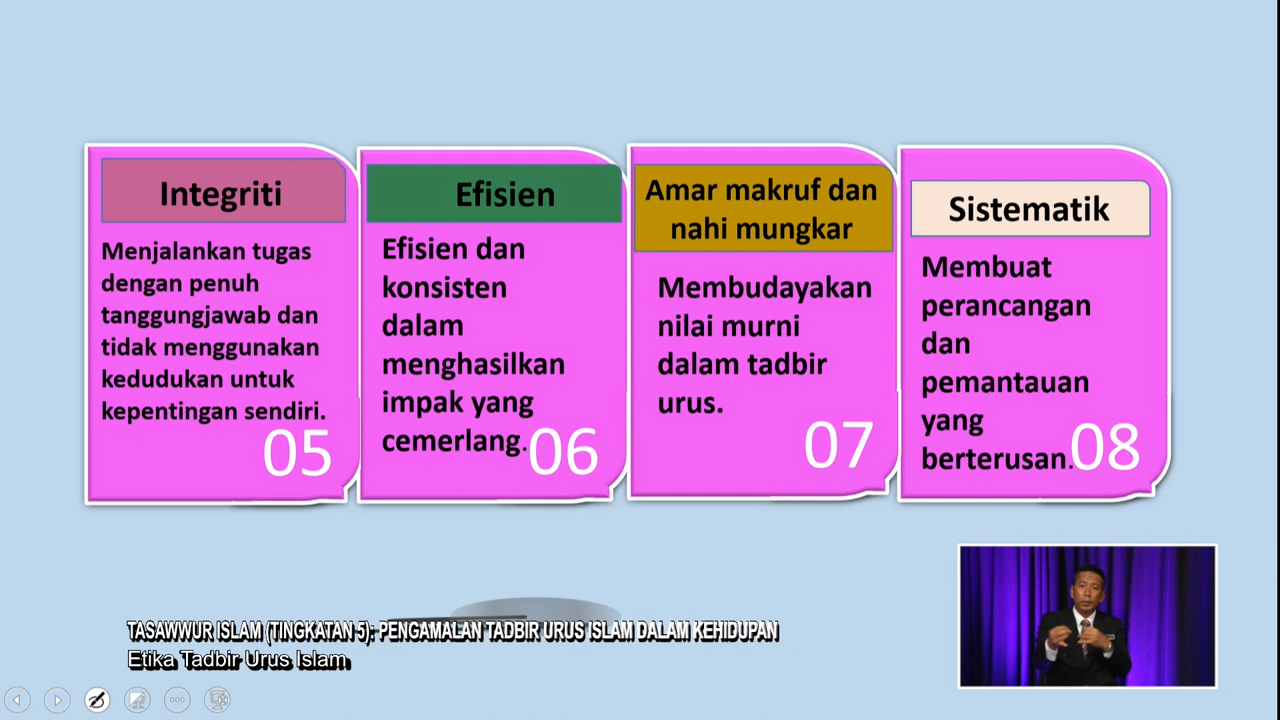 Integriti
Menjalankan tugas
dengan penuh
tanggungjawab dan
tidak menggunakan
kedudukan untuk
kepentingan sendiri.
05
Efisien
Efisien dan
konsisten
dalam
menghasilkan
impak yang
cemerlang.
06
Amar makruf dan
nahi mungkar
Membudayakan
nilai murni
dalam tadbir
urus.
07
Sistematik
Membuat
perancangan
dan
pemantauan
yang
berterusan.
08
TASAWWUR ISLAM (TINGKATAN 5): PENGAMALAN TADBIR URUS ISLAM DALAM KEHIDUPAN
Etika Tadbir Urus Islam